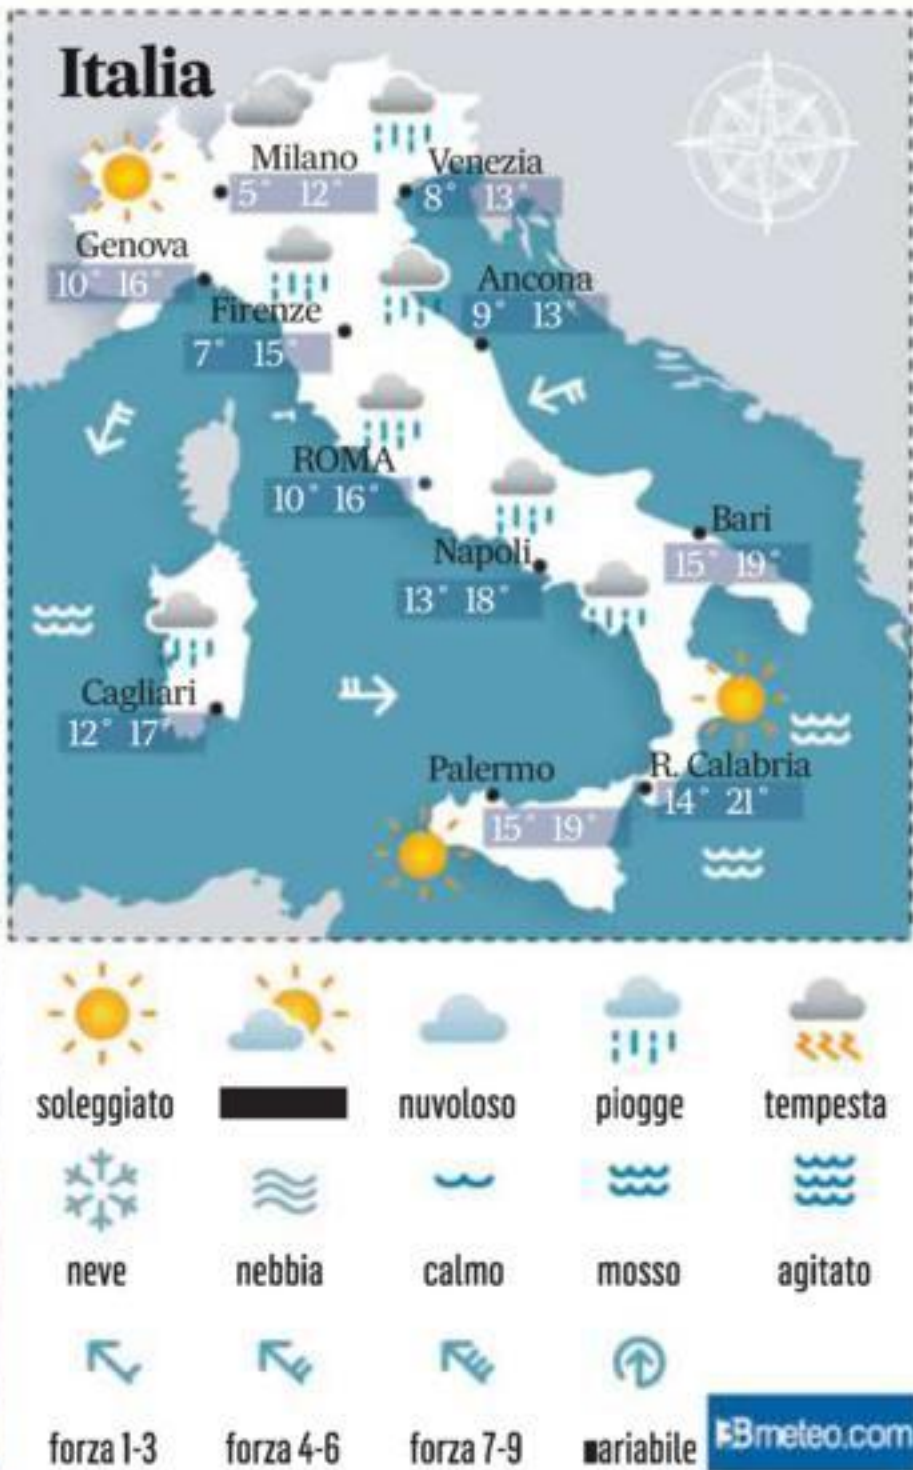 Italia
Milano
5° 12°
Venezia
8° 13°
Genova
10° 16°
Firenze
7° 15°
Ancona
9° 13°
ROMA
10° 16°
Napoli
13° 18°
Bari
15° 19°
Cagliari
12° 17°
Palermo
15° 19°
R. Calabria
14° 21°
soleggiato
nuvoloso
piogge
tempesta
neve
nebbia
calmo
mosso
agitato
forza 1-3
forza 4-6
forza 7-9
ariabile
Bmeteo.com